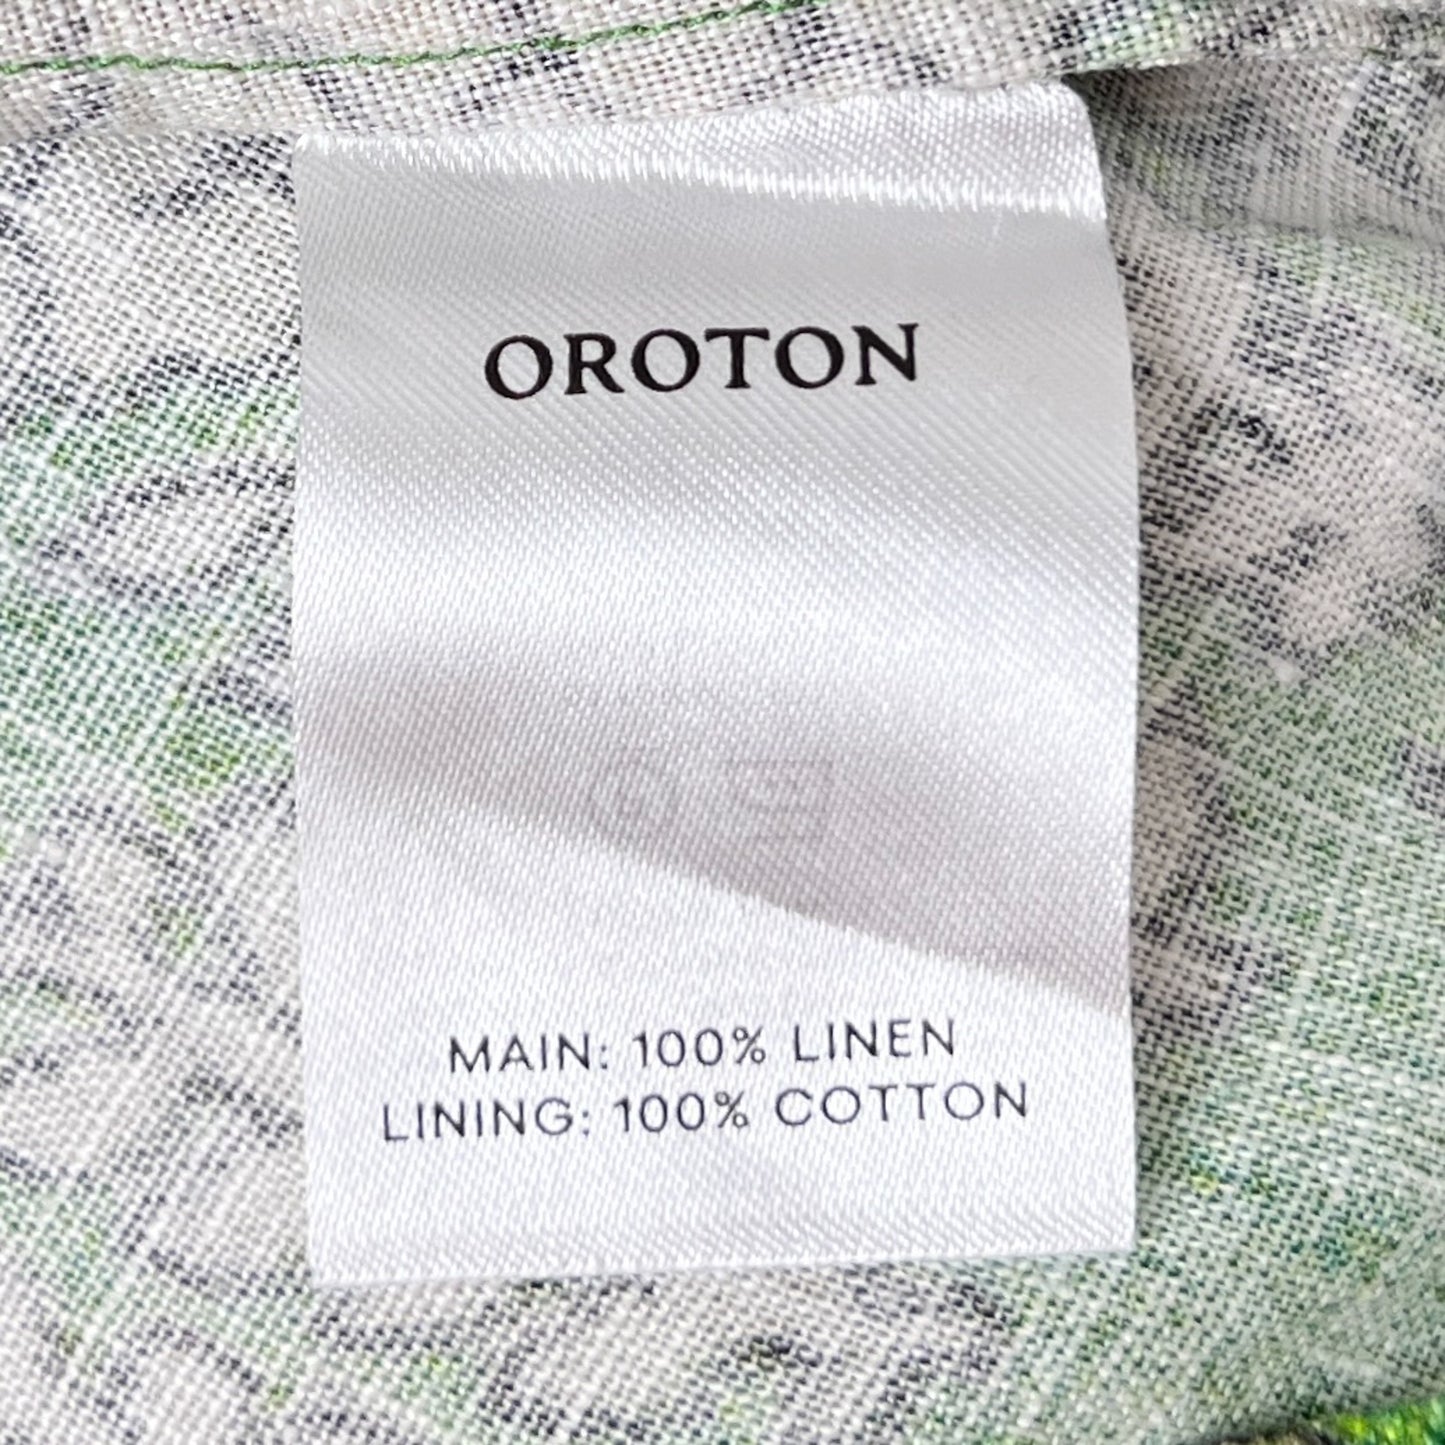 OROTON
MAIN: 100% LINEN
LINING: 100% COTTON